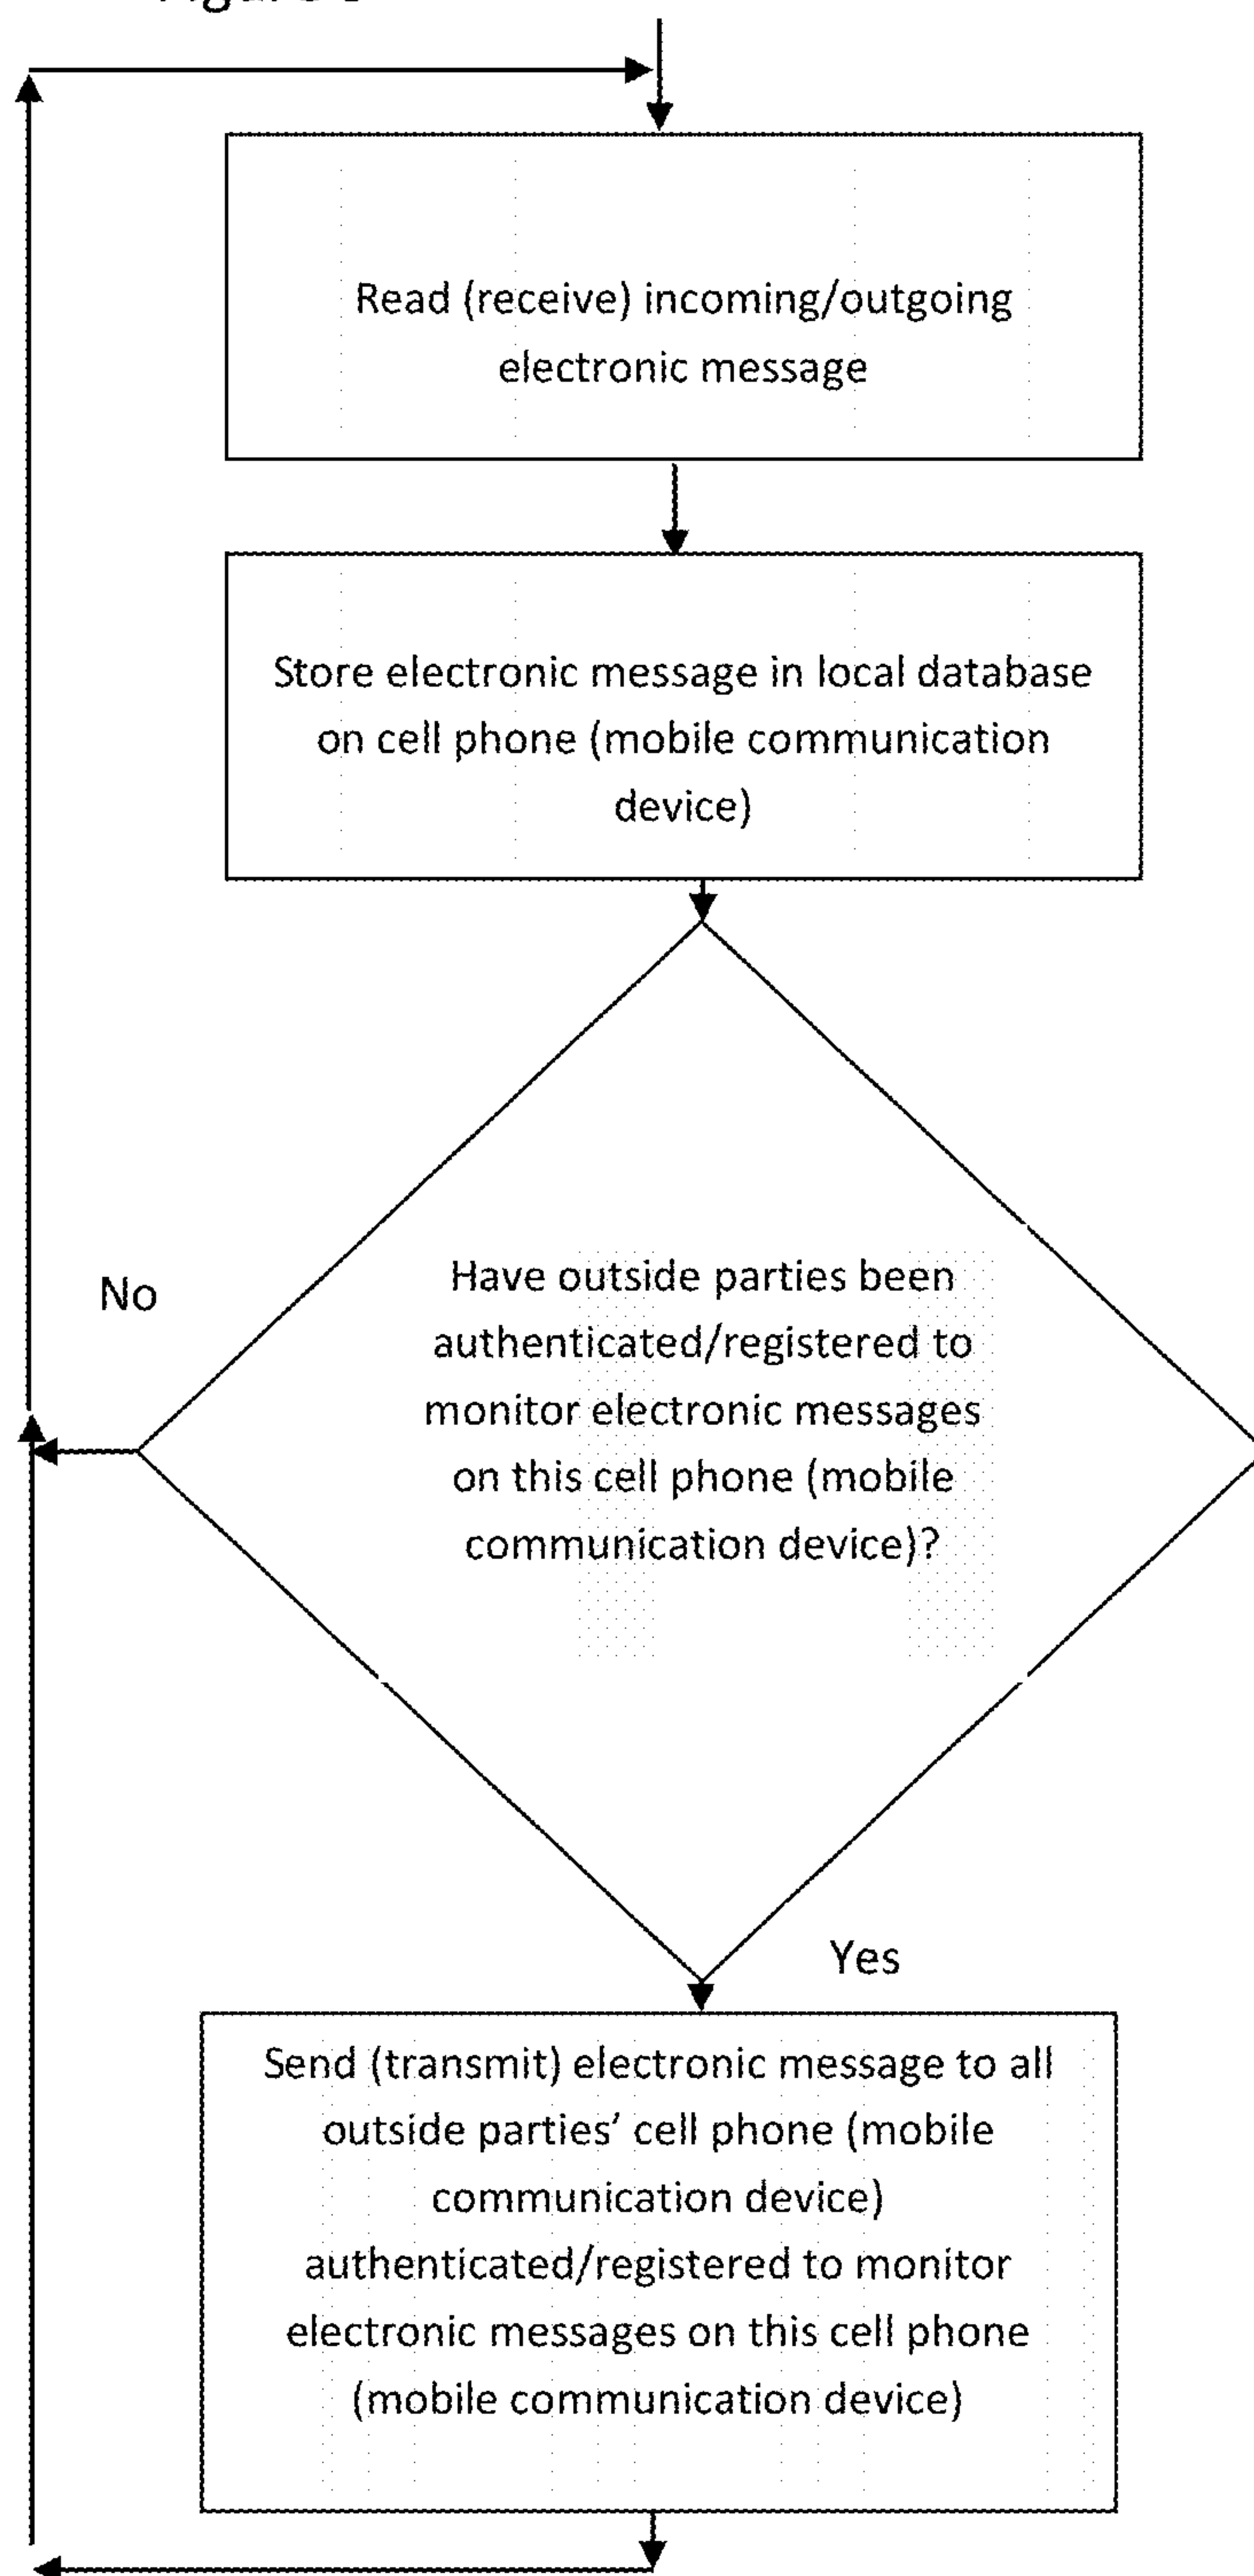 Read (receive) incoming/outgoing
electronic message
Store electronic message in local database
on cell phone (mobile communication
device)
No
Have outside parties been
authenticated/registered to
monitor electronic messages
on this cell phone (mobile
communication device)?
Yes
Send (transmit) electronic message to all
outside parties’ cell phone (mobile
communication device)
authenticated/registered to monitor
electronic messages on this cell phone
(mobile communication device)